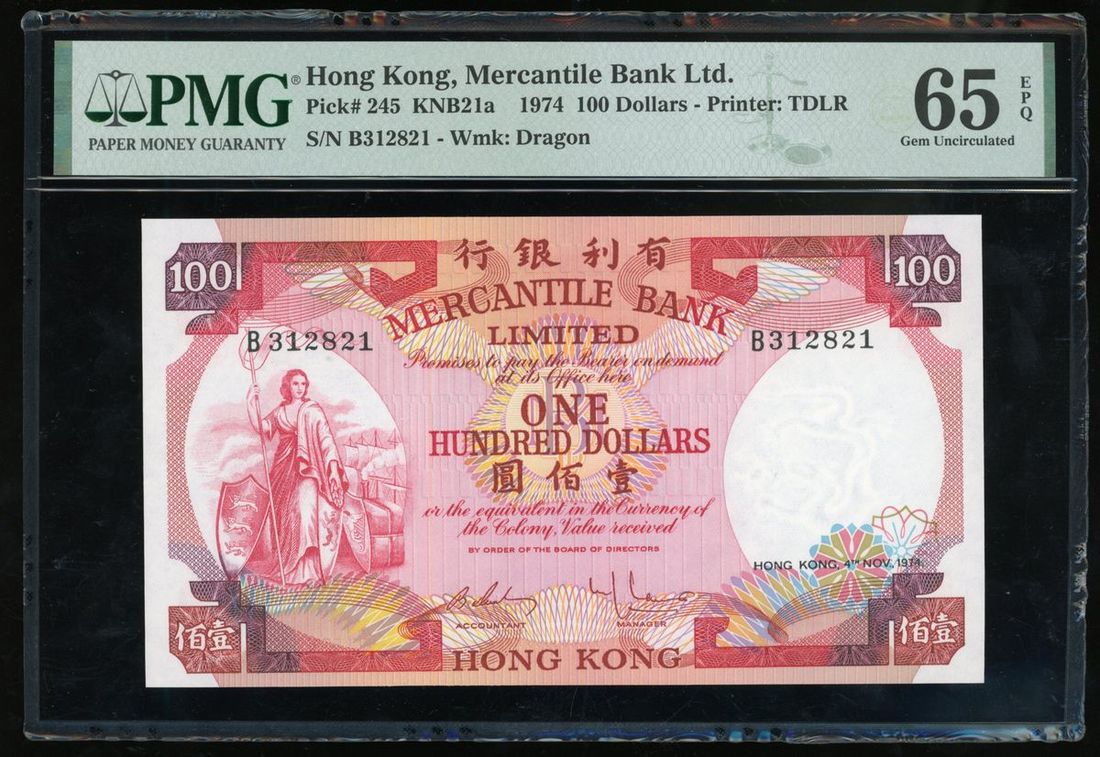 PMG®
PAPER MONEY GUARANTY
Hong Kong, Mercantile Bank Ltd.
Pick# 245 KNB21a 1974 100 Dollars - Printer: TDLR
S/N B312821 - Wmk: Dragon
65 EPQ
Gem Uncirculated
行銀利有
100
100
MERCANTILE BANK
LIMITED
B312821
B312821
Promises to pay the Bearer on demand
at its Office here
B
ONE
HUNDRED DOLLARS
圓佰壹
or the equivalent in the Currency of
the Colony, Value received
BY ORDER OF THE BOARD OF DIRECTORS
HONG KONG, 4TH NOV. 1974.
ACCOUNTANT
MANAGER
佰壹
佰壹
HONG KONG